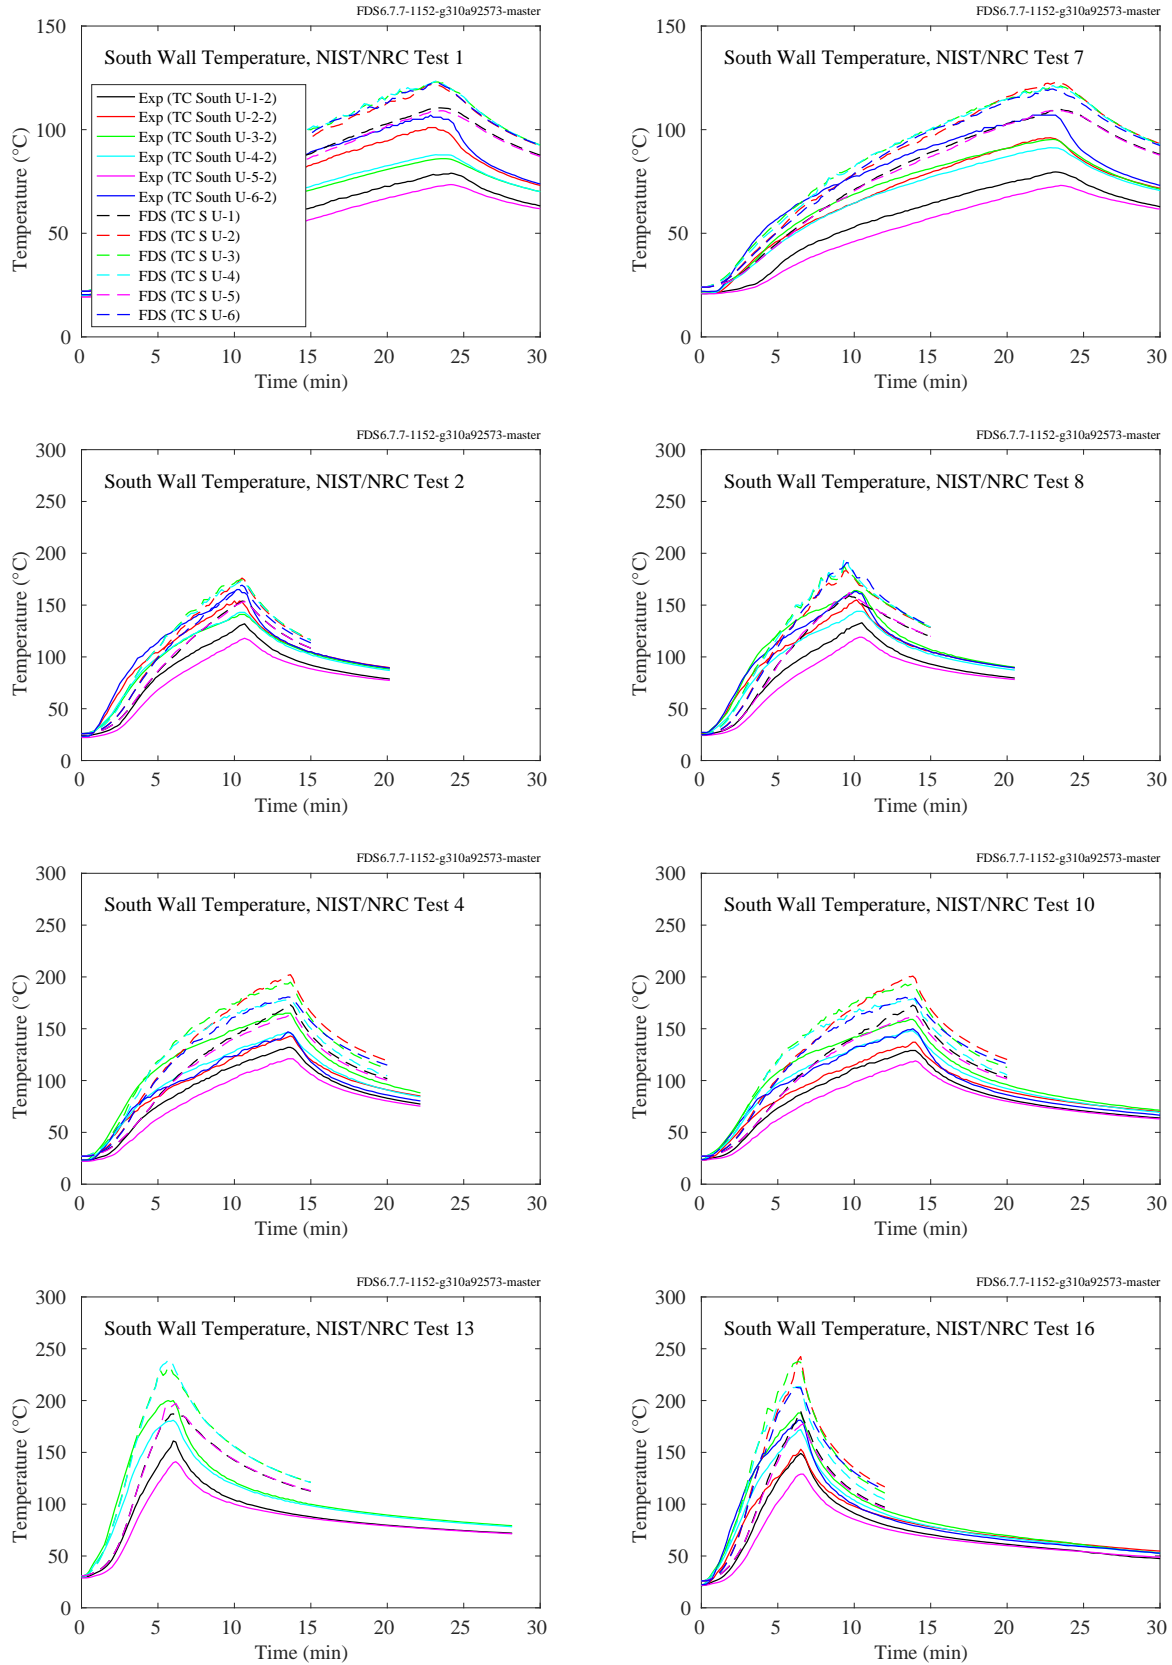 FDS6.7.7-1152-g310a92573-master
South Wall Temperature, NIST/NRC Test 1
Exp (TC South U-1-2)
Exp (TC South U-2-2)
Exp (TC South U-3-2)
Exp (TC South U-4-2)
Exp (TC South U-5-2)
Exp (TC South U-6-2)
FDS (TC S U-1)
FDS (TC S U-2)
FDS (TC S U-3)
FDS (TC S U-4)
FDS (TC S U-5)
FDS (TC S U-6)
Temperature (°C)
150
100
50
0
0 5 10 15 20 25 30
Time (min)
FDS6.7.7-1152-g310a92573-master
South Wall Temperature, NIST/NRC Test 7
Temperature (°C)
150
100
50
0
0 5 10 15 20 25 30
Time (min)
FDS6.7.7-1152-g310a92573-master
South Wall Temperature, NIST/NRC Test 2
Temperature (°C)
300
250
200
150
100
50
0
0 5 10 15 20 25 30
Time (min)
FDS6.7.7-1152-g310a92573-master
South Wall Temperature, NIST/NRC Test 8
Temperature (°C)
300
250
200
150
100
50
0
0 5 10 15 20 25 30
Time (min)
FDS6.7.7-1152-g310a92573-master
South Wall Temperature, NIST/NRC Test 4
Temperature (°C)
300
250
200
150
100
50
0
0 5 10 15 20 25 30
Time (min)
FDS6.7.7-1152-g310a92573-master
South Wall Temperature, NIST/NRC Test 10
Temperature (°C)
300
250
200
150
100
50
0
0 5 10 15 20 25 30
Time (min)
FDS6.7.7-1152-g310a92573-master
South Wall Temperature, NIST/NRC Test 13
Temperature (°C)
300
250
200
150
100
50
0
0 5 10 15 20 25 30
Time (min)
FDS6.7.7-1152-g310a92573-master
South Wall Temperature, NIST/NRC Test 16
Temperature (°C)
300
250
200
150
100
50
0
0 5 10 15 20 25 30
Time (min)